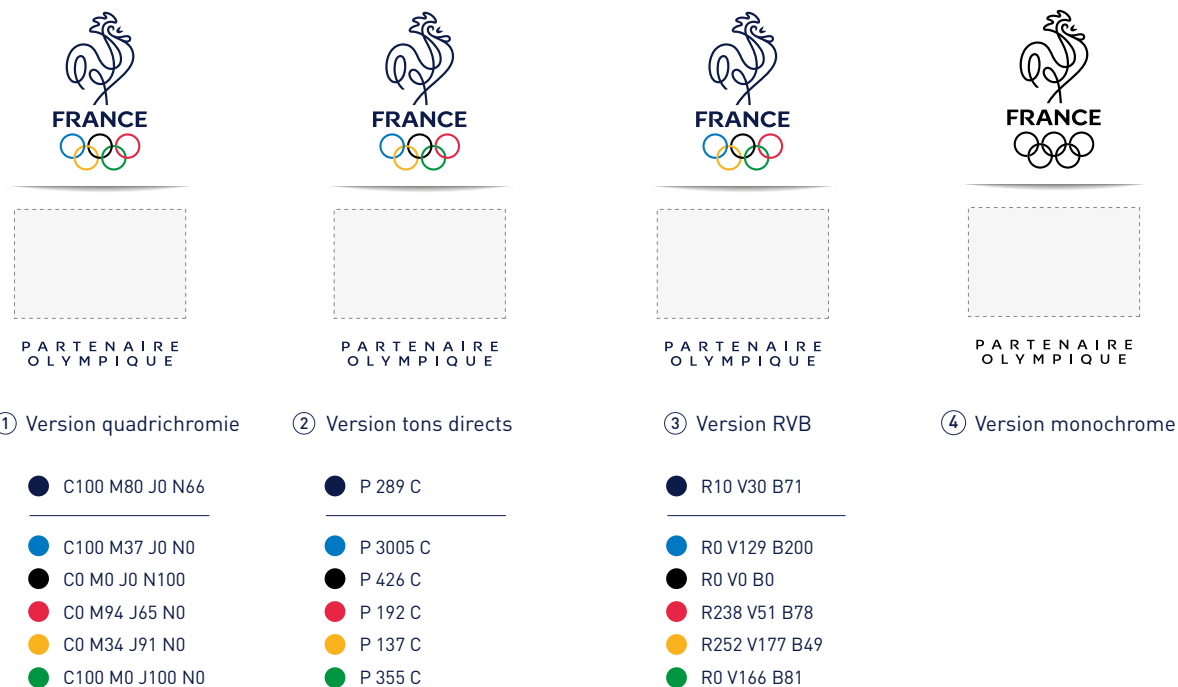 FRANCE
PARTENAIRE
OLYMPIQUE
1 Version quadrichromie
C100 M80 J0 N66
C100 M37 J0 N0
C0 M0 J0 N100
C0 M94 J65 N0
C0 M34 J91 N0
C100 M0 J100 N0
FRANCE
PARTENAIRE
OLYMPIQUE
2 Version tons directs
P 289 C
P 3005 C
P 426 C
P 192 C
P 137 C
P 355 C
FRANCE
PARTENAIRE
OLYMPIQUE
3 Version RVB
R10 V30 B71
R0 V129 B200
R0 V0 B0
R238 V51 B78
R252 V177 B49
R0 V166 B81
FRANCE
PARTENAIRE
OLYMPIQUE
4 Version monochrome